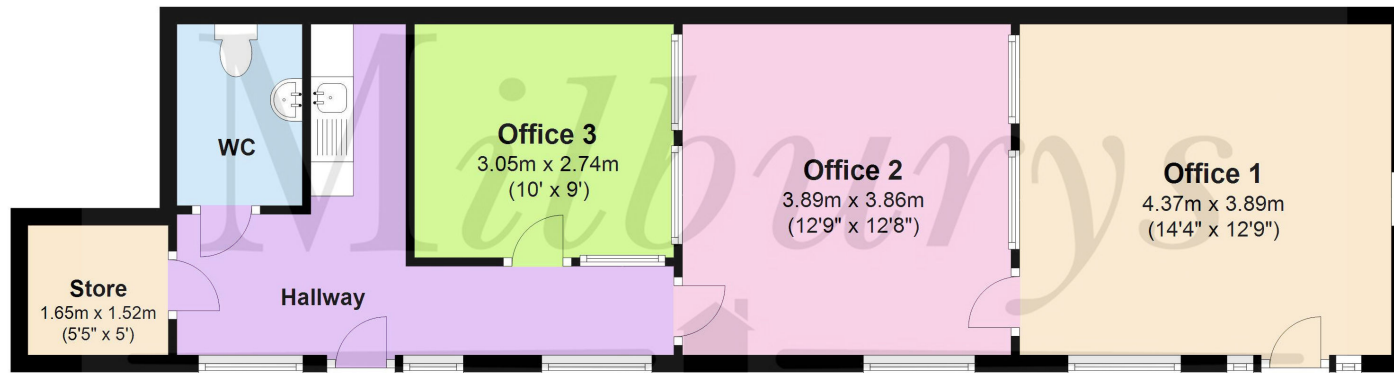 Milburys
WC
Office 3
3.05m x 2.74m
(10' x 9')
Office 2
3.89m x 3.86m
(12'9" x 12'8")
Office 1
4.37m x 3.89m
(14'4" x 12'9")
Store
1.65m x 1.52m
(5'5" x 5')
Hallway